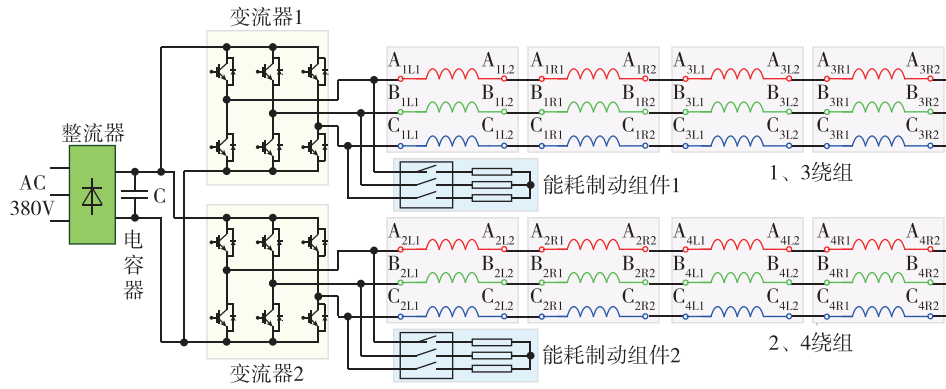 变流器1
A1L1 A1L2 A1R1 A1R2 A3L1 A3L2 A3R1 A3R2
B1L1 B1L2 B1R1 B1R2 B3L1 B3L2 B3R1 B3R2
C1L1 C1L2 C1R1 C1R2 C3L1 C3L2 C3R1 C3R2
整流器
AC
380V
C
电
容
器
能耗制动组件1
1、3绕组
A2L1 A2L2 A2R1 A2R2 A4L1 A4L2 A4R1 A4R2
B2L1 B2L2 B2R1 B2R2 B4L1 B4L2 B4R1 B4R2
C2L1 C2L2 C2R1 C2R2 C4L1 C4L2 C4R1 C4R2
能耗制动组件2
2、4绕组
变流器2